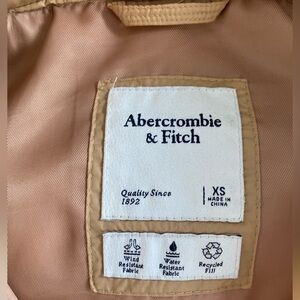 Abercrombie
& Fitch
Quality Since
1892
XS
MADE IN
CHINA
Wind
Resistant
Fabric
Water
Resistant
Fabric
Recycled
Fill